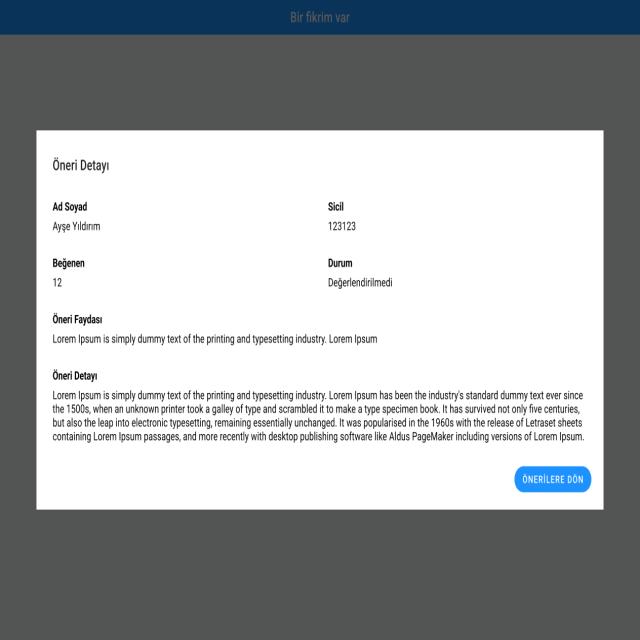 Bir fikrim var
Öneri Detayı
Ad Soyad
Sicil
Ayşe Yıldırım
123123
Beğenen
Durum
12
Değerlendirilmedi
Öneri Faydası
Lorem Ipsum is simply dummy text of the printing and typesetting industry. Lorem Ipsum
Öneri Detayı
Lorem Ipsum is simply dummy text of the printing and typesetting industry. Lorem Ipsum has been the industry's standard dummy text ever since
the 1500s, when an unknown printer took a galley of type and scrambled it to make a type specimen book. It has survived not only five centuries,
but also the leap into electronic typesetting, remaining essentially unchanged. It was popularised in the 1960s with the release of Letraset sheets
containing Lorem Ipsum passages, and more recently with desktop publishing software like Aldus PageMaker including versions of Lorem Ipsum.
ÖNERİLERE DÖN